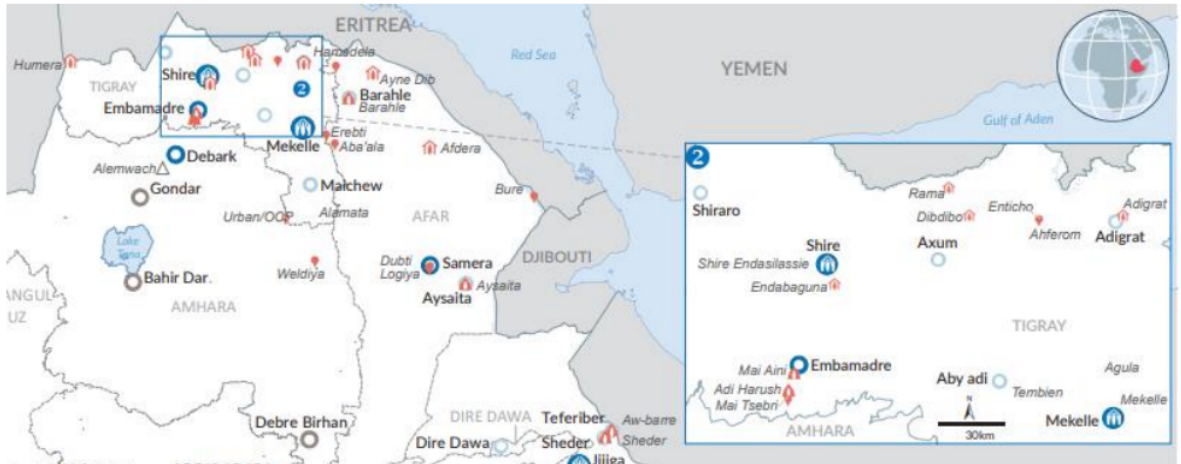 ERITREA
Red Sea
YEMEN
Gulf of Aden
Humera
TIGRAY
Shire
Embamadre
2
Hamedela
Ayne Dib
Barahle
Barahle
Mekelle
Erebti
Aba'ala
Afdera
Debark
Alemwach
Gondar
Maichew
Urban/OOP
Alamata
AFAR
Bure
Lake
Tana
Bahir Dar.
Weldiya
Dubti
Logiya
Samera
Aysaita
Aysaita
DJIBOUTI
ANGUL
UZ
AMHARA
Debre Birhan
DIRE DAWA
Dire Dawa
Teferiber
Sheder
Aw-barre
Sheder
Jijiga
2
Shiraro
Rama
Dibdibo
Enticho
Ahferom
Adigrat
Adigrat
Shire
Shire Endasilassie
Axum
Endabaguna
TIGRAY
Mai Aini
Embamadre
Adi Harush
Mai Tsebri
Aby adi
Tembien
Agula
Mekelle
Mekelle
N
30km
AMHARA